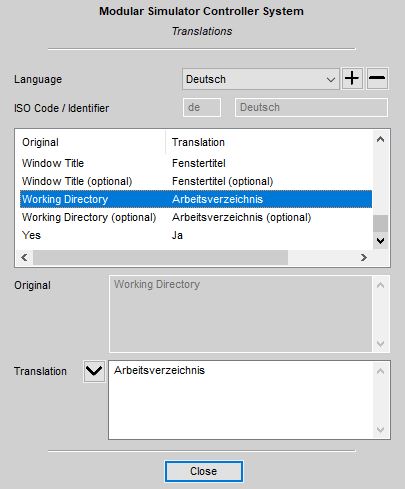 Modular Simulator Controller System
Translations
Language Deutsch
ISO Code / Identifier de Deutsch
Original Translation
Window Title Fenstertitel
Window Title (optional) Fenstertitel (optional)
Working Directory Arbeitsverzeichnis
Working Directory (optional) Arbeitsverzeichnis (optional)
Yes Ja
Original Working Directory
Translation Arbeitsverzeichnis
Close